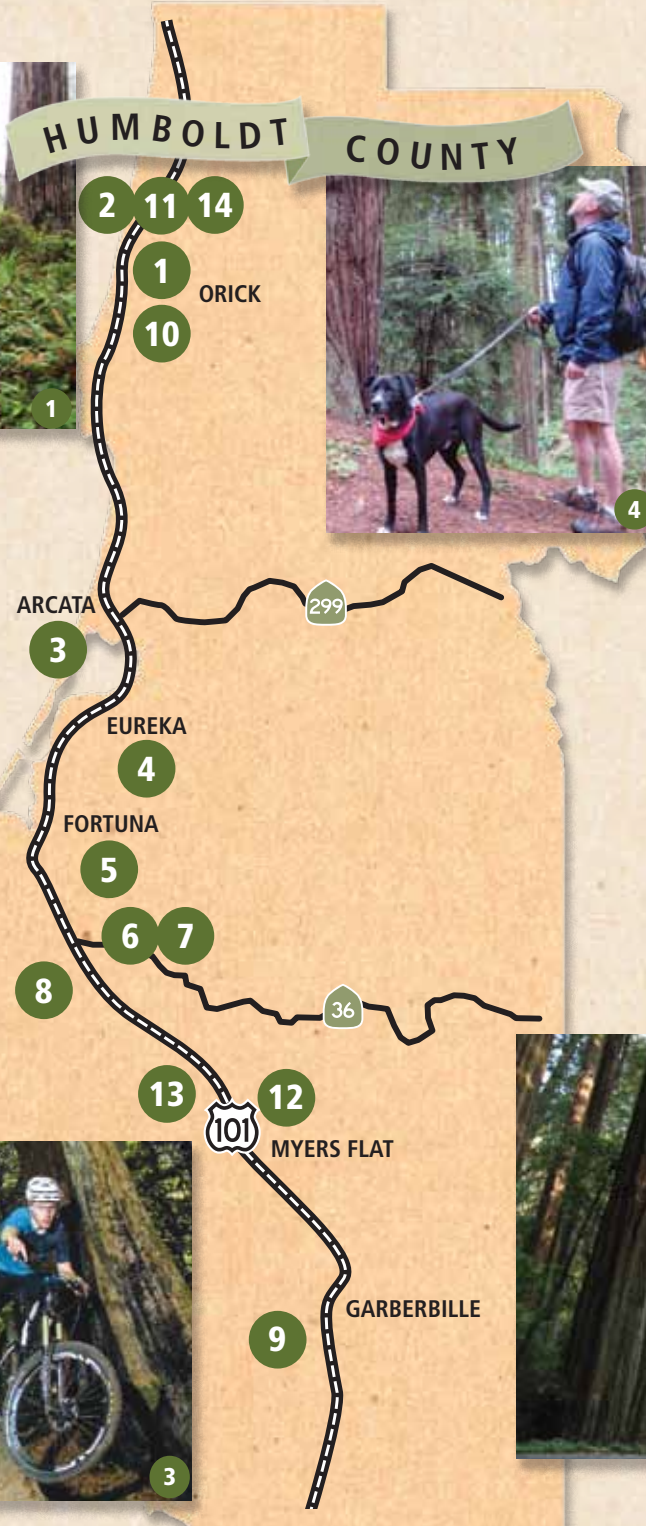 HUMBOLDT COUNTY
2 11 14
1
ORICK
10
1
4
ARCATA
299
3
EUREKA
4
FORTUNA
5
6 7
8
36
13 12
101
MYERS FLAT
GARBERBILLE
9
3